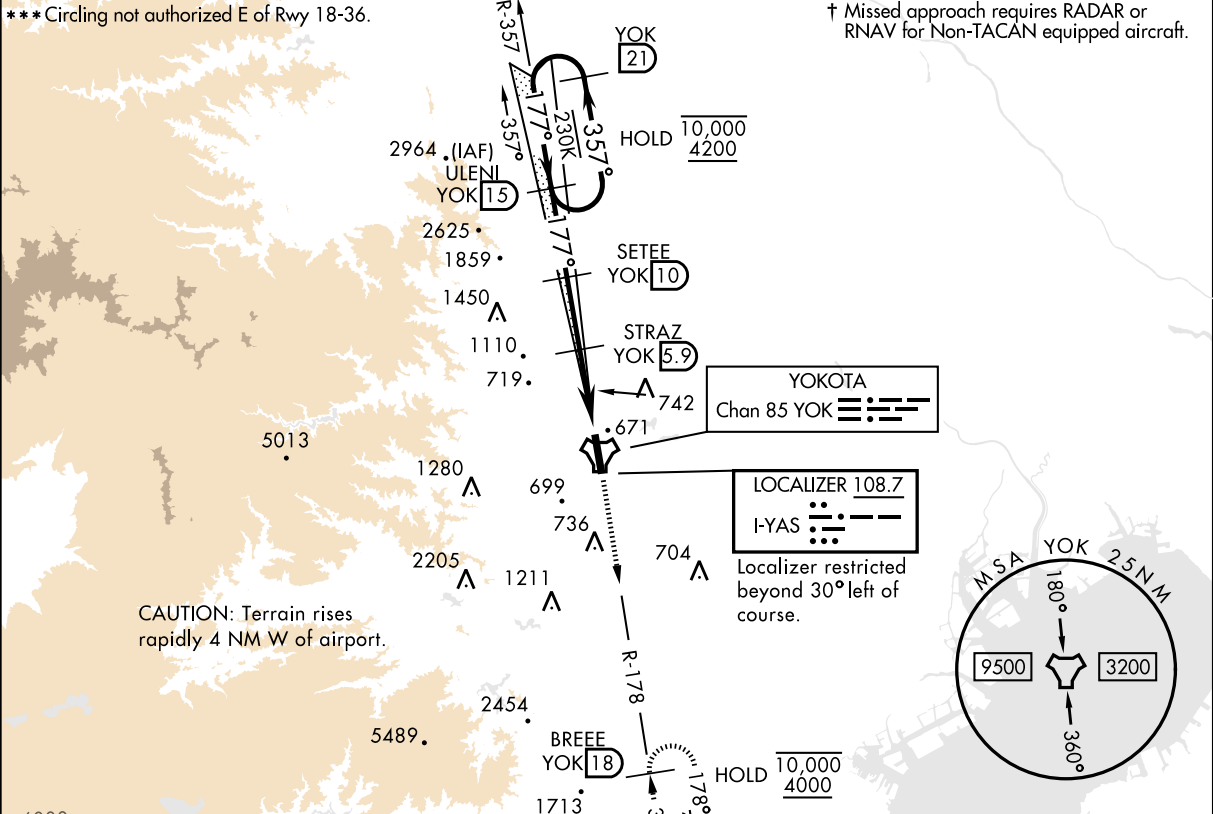 *** Circling not authorized E of Rwy 18-36.
† Missed approach requires RADAR or
RNAV for Non-TACAN equipped aircraft.
R-357
YOK
21
177°
230K
357°
357°
HOLD
10,000
4200
2964
(IAF)
ULENI
YOK 15
2625
177°
1859
SETEE
YOK 10
1450
STRAZ
YOK 5.9
1110
719
742
YOKOTA
Chan 85 YOK
671
5013
1280
699
LOCALIZER 108.7
I-YAS
736
704
2205
1211
Localizer restricted
beyond 30° left of
course.
CAUTION: Terrain rises
rapidly 4 NM W of airport.
MSA YOK 25NM
180°
9500
3200
360°
R-178
2454
5489
BREEE
YOK 18
HOLD
10,000
4000
178°
1713